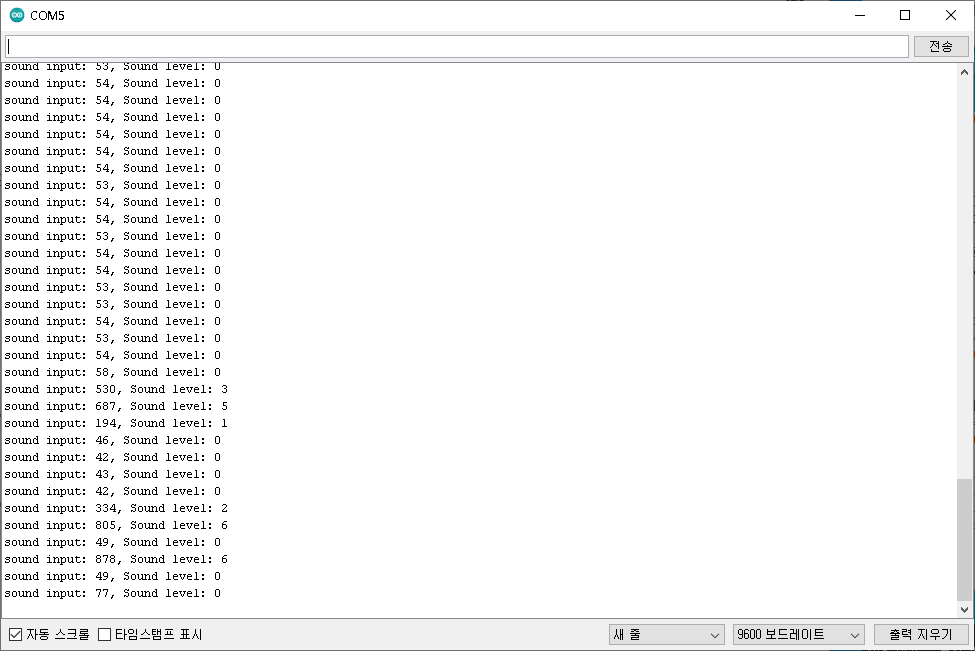 COM5
전송
sound input: 53, Sound level: 0
sound input: 54, Sound level: 0
sound input: 54, Sound level: 0
sound input: 54, Sound level: 0
sound input: 54, Sound level: 0
sound input: 54, Sound level: 0
sound input: 54, Sound level: 0
sound input: 53, Sound level: 0
sound input: 54, Sound level: 0
sound input: 54, Sound level: 0
sound input: 53, Sound level: 0
sound input: 54, Sound level: 0
sound input: 54, Sound level: 0
sound input: 53, Sound level: 0
sound input: 53, Sound level: 0
sound input: 54, Sound level: 0
sound input: 53, Sound level: 0
sound input: 54, Sound level: 0
sound input: 58, Sound level: 0
sound input: 530, Sound level: 3
sound input: 687, Sound level: 5
sound input: 194, Sound level: 1
sound input: 46, Sound level: 0
sound input: 42, Sound level: 0
sound input: 43, Sound level: 0
sound input: 42, Sound level: 0
sound input: 334, Sound level: 2
sound input: 805, Sound level: 6
sound input: 49, Sound level: 0
sound input: 878, Sound level: 6
sound input: 49, Sound level: 0
sound input: 77, Sound level: 0
자동 스크롤 타임스탬프 표시 새 줄 9600 보드레이트 출력 지우기